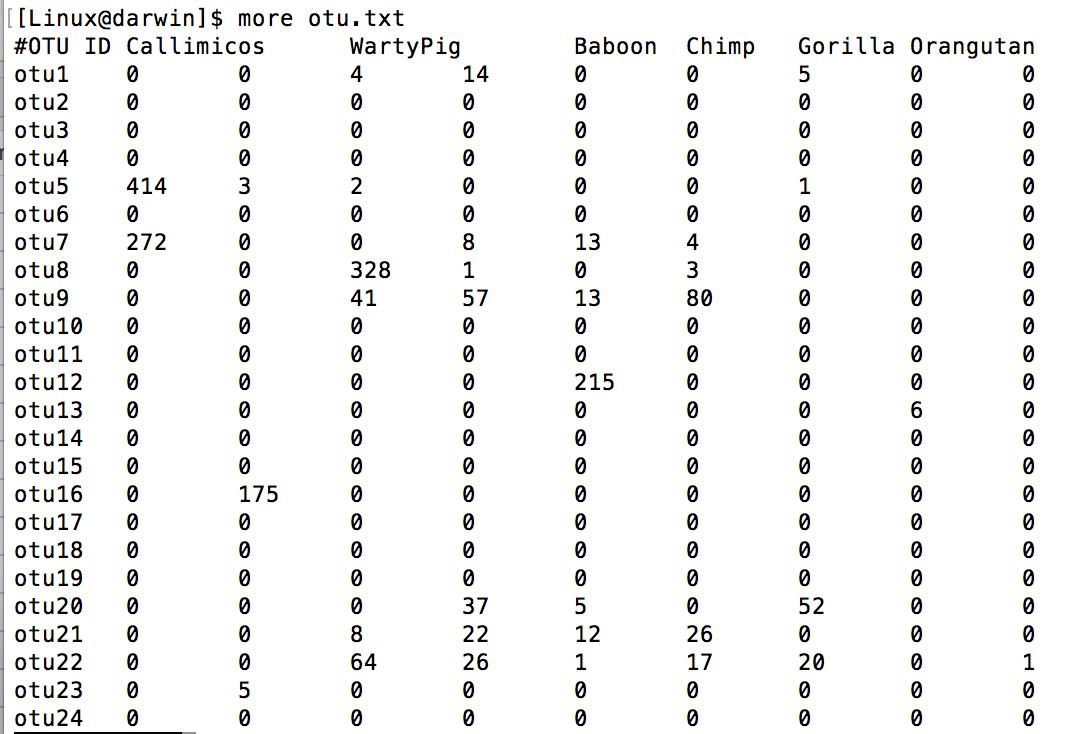 [[Linux@darwin]$ more otu.txt
#OTU ID Callimicos WartyPig Baboon Chimp Gorilla Orangutan
otu1 0 0 4 14 0 0 5 0 0
otu2 0 0 0 0 0 0 0 0 0
otu3 0 0 0 0 0 0 0 0 0
otu4 0 0 0 0 0 0 0 0 0
otu5 414 3 2 0 0 0 1 0 0
otu6 0 0 0 0 0 0 0 0 0
otu7 272 0 0 8 13 4 0 0 0
otu8 0 0 328 1 0 3 0 0 0
otu9 0 0 41 57 13 80 0 0 0
otu10 0 0 0 0 0 0 0 0 0
otu11 0 0 0 0 0 0 0 0 0
otu12 0 0 0 0 215 0 0 0 0
otu13 0 0 0 0 0 0 0 6 0
otu14 0 0 0 0 0 0 0 0 0
otu15 0 0 0 0 0 0 0 0 0
otu16 0 175 0 0 0 0 0 0 0
otu17 0 0 0 0 0 0 0 0 0
otu18 0 0 0 0 0 0 0 0 0
otu19 0 0 0 0 0 0 0 0 0
otu20 0 0 0 37 5 0 52 0 0
otu21 0 0 8 22 12 26 0 0 0
otu22 0 0 64 26 1 17 20 0 1
otu23 0 5 0 0 0 0 0 0 0
otu24 0 0 0 0 0 0 0 0 0